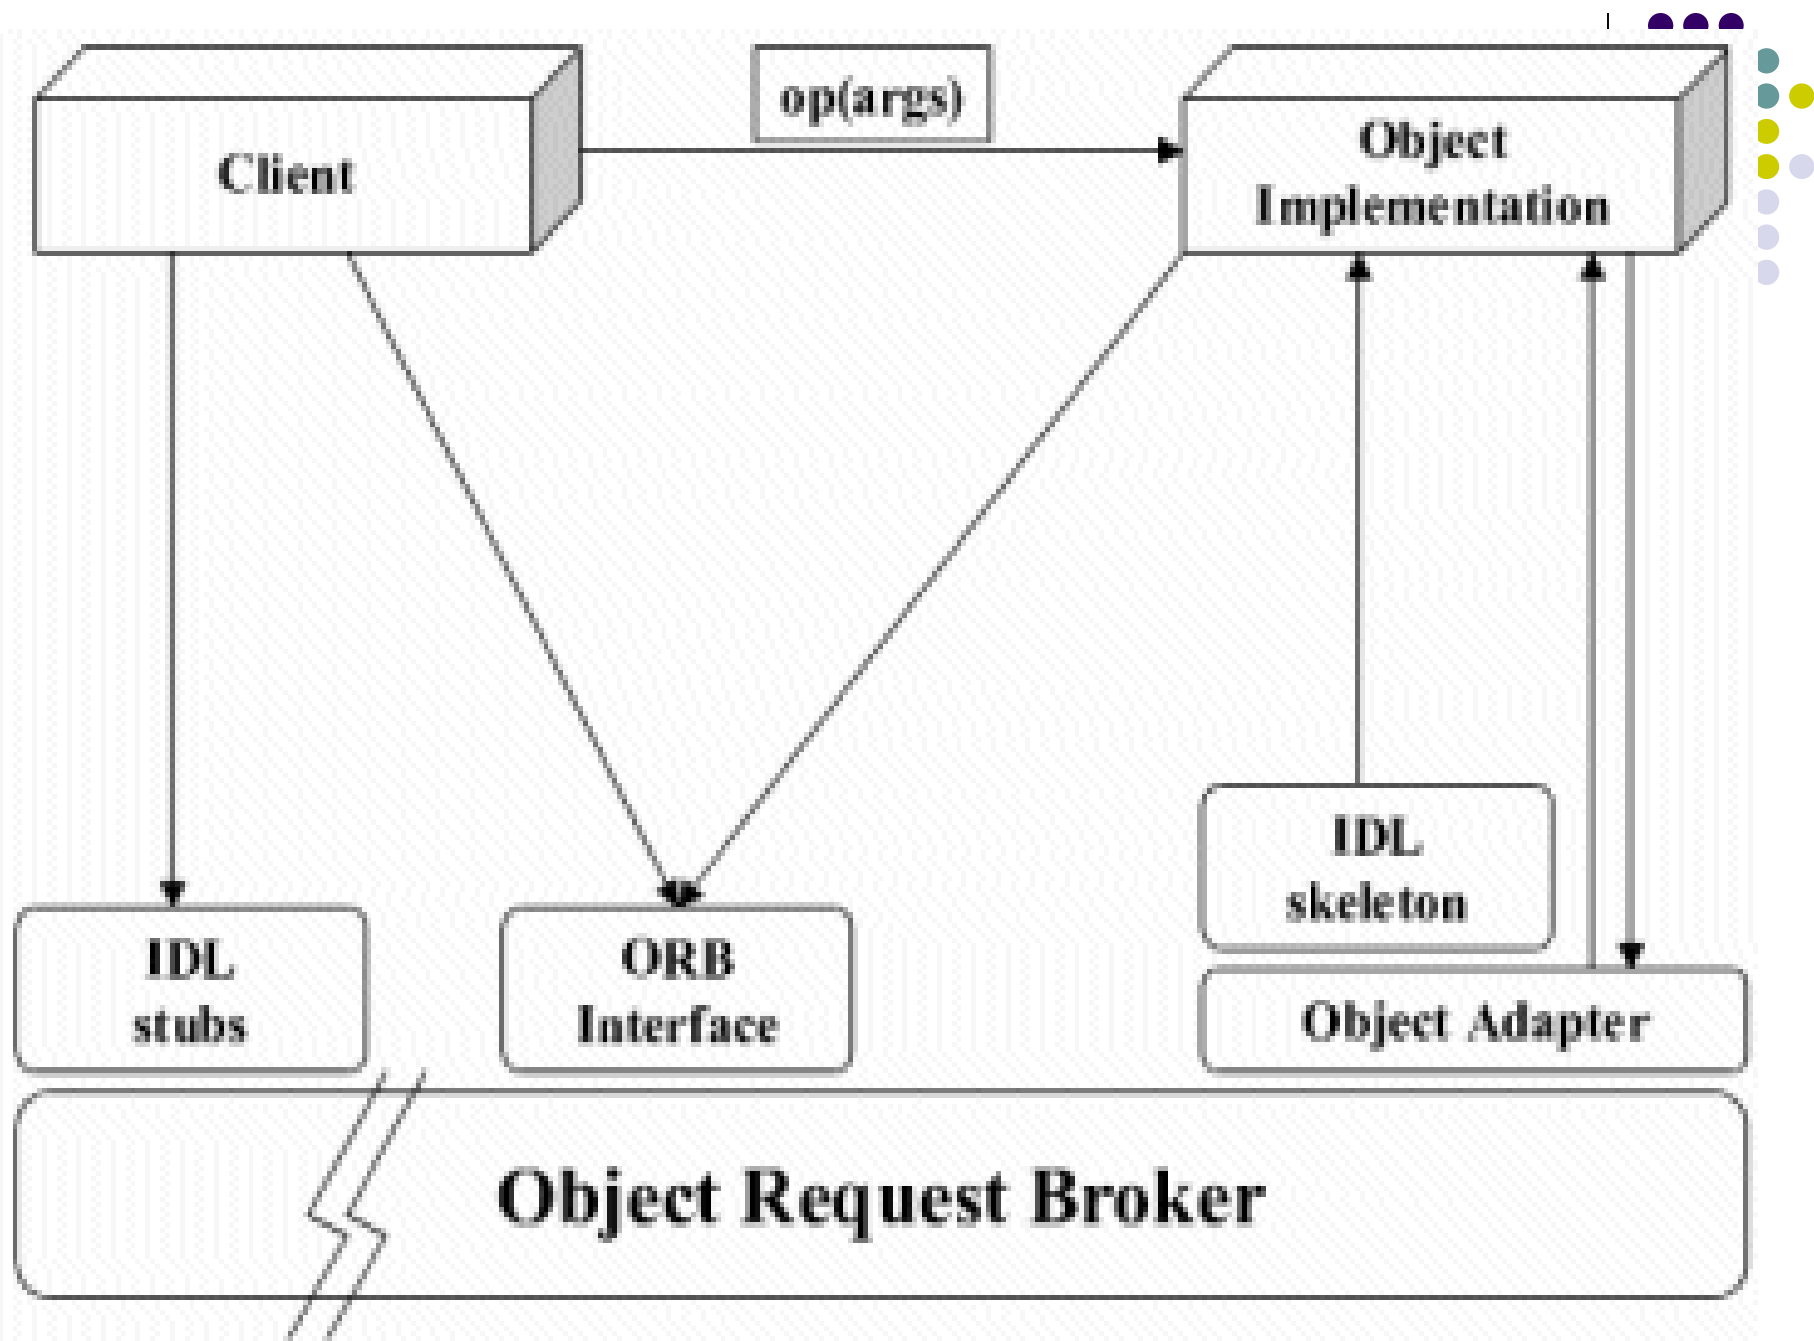 op(args)
Client
Object
Implementation
IDL
skeleton
IDL
stubs
ORB
Interface
Object Adapter
Object Request Broker